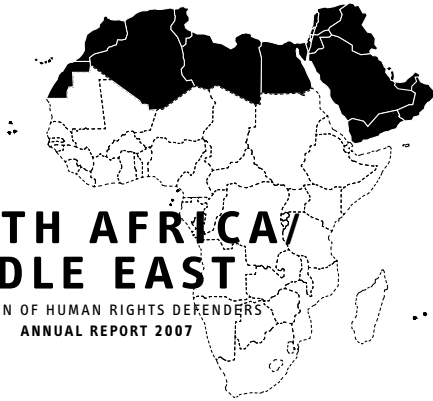 TH AFRICA/
DLE EAST
N OF HUMAN RIGHTS DEFENDERS
ANNUAL REPORT 2007